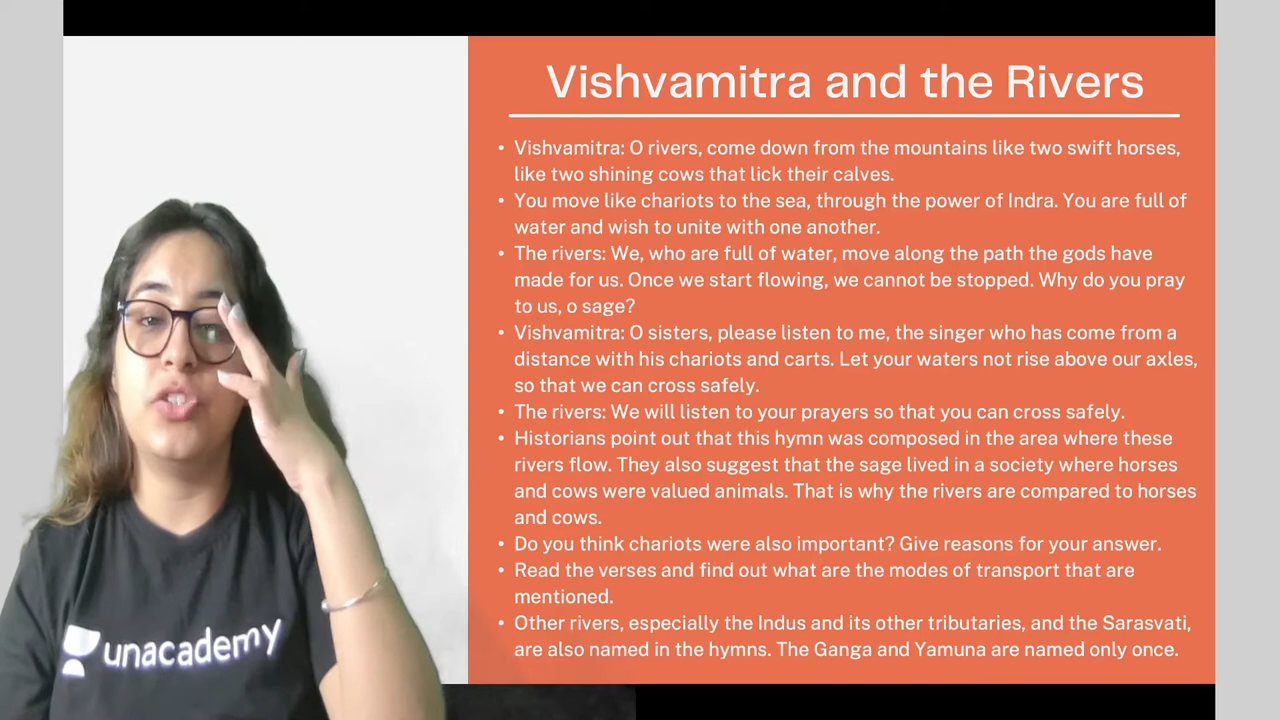 Vishvamitra and the Rivers
• Vishvamitra: O rivers, come down from the mountains like two swift horses,
like two shining cows that lick their calves.
• You move like chariots to the sea, through the power of Indra. You are full of
water and wish to unite with one another.
• The rivers: We, who are full of water, move along the path the gods have
made for us. Once we start flowing, we cannot be stopped. Why do you pray
to us, o sage?
• Vishvamitra: O sisters, please listen to me, the singer who has come from a
distance with his chariots and carts. Let your waters not rise above our axles,
so that we can cross safely.
• The rivers: We will listen to your prayers so that you can cross safely.
• Historians point out that this hymn was composed in the area where these
rivers flow. They also suggest that the sage lived in a society where horses
and cows were valued animals. That is why the rivers are compared to horses
and cows.
• Do you think chariots were also important? Give reasons for your answer.
• Read the verses and find out what are the modes of transport that are
mentioned.
• Other rivers, especially the Indus and its other tributaries, and the Sarasvati,
are also named in the hymns. The Ganga and Yamuna are named only once.
unacademy